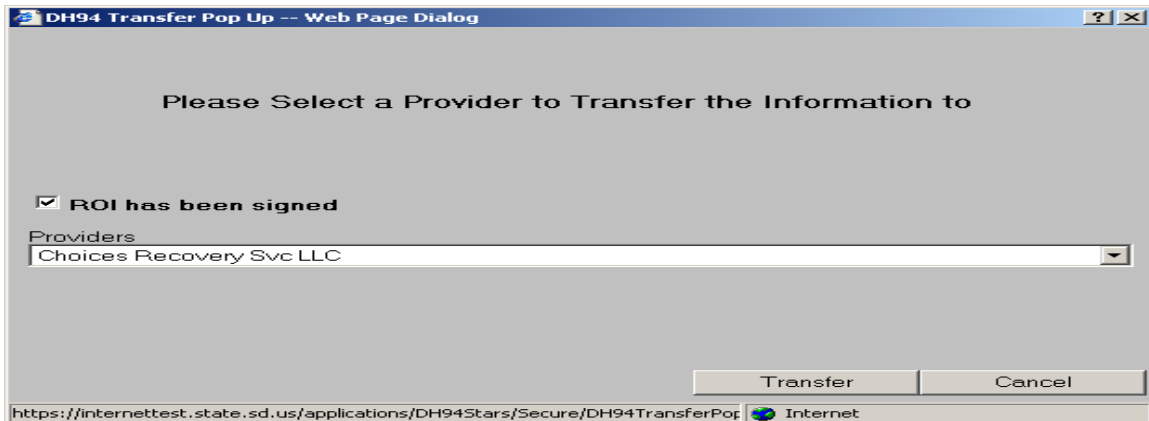 DH94 Transfer Pop Up -- Web Page Dialog
Please Select a Provider to Transfer the Information to
ROI has been signed
Providers
Choices Recovery Svc LLC
Transfer Cancel
https://internettest.state.sd.us/applications/DH94Stars/Secure/DH94TransferPop Internet